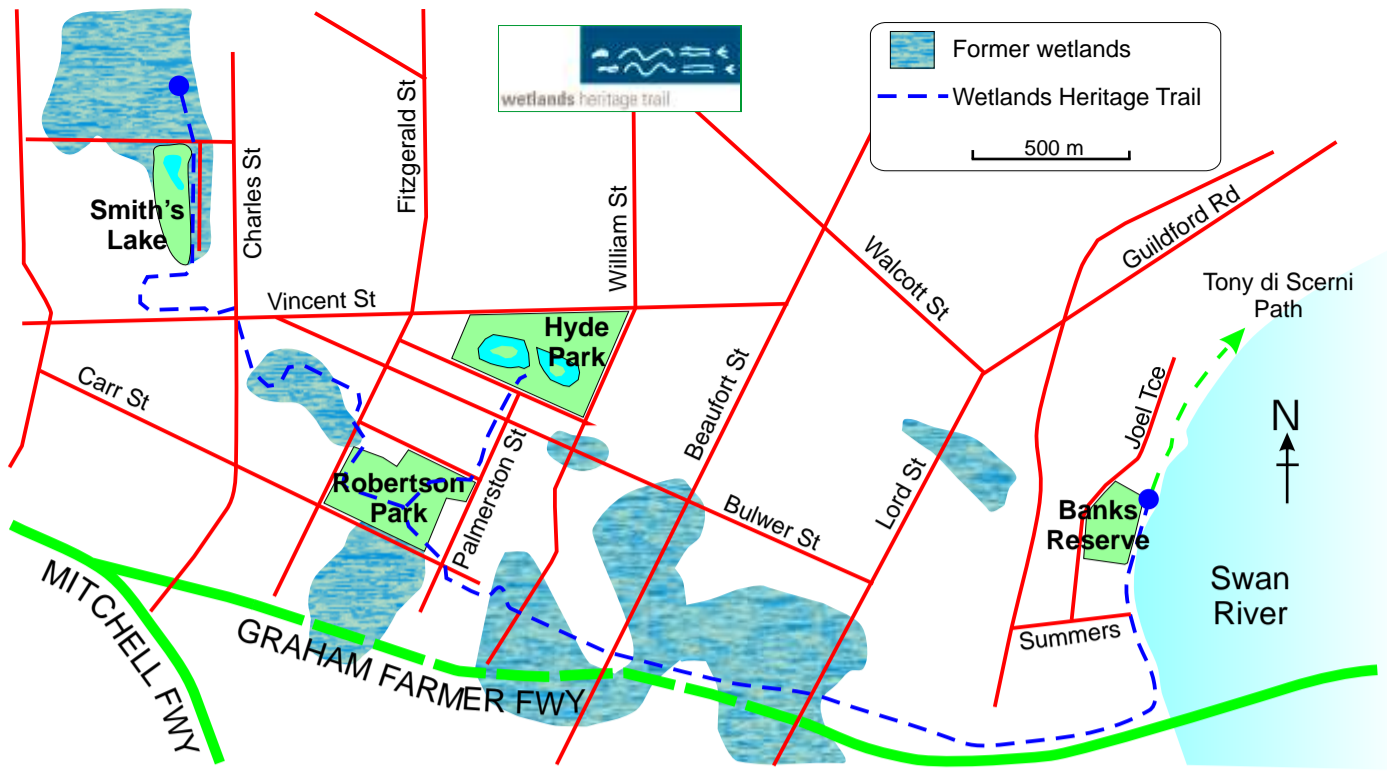 wetlands heritage trail
Former wetlands
Wetlands Heritage Trail
500 m
Smith's
Lake
Charles St
Fitzgerald St
William St
Walcott St
Guildford Rd
Tony di Scerni
Path
Vincent St
Hyde
Park
Carr St
Beaufort St
Joel Tce
N
Robertson
Park
Palmerston St
Bulwer St
Lord St
Banks
Reserve
Swan
River
Summers
MITCHELL FWY
GRAHAM FARMER FWY